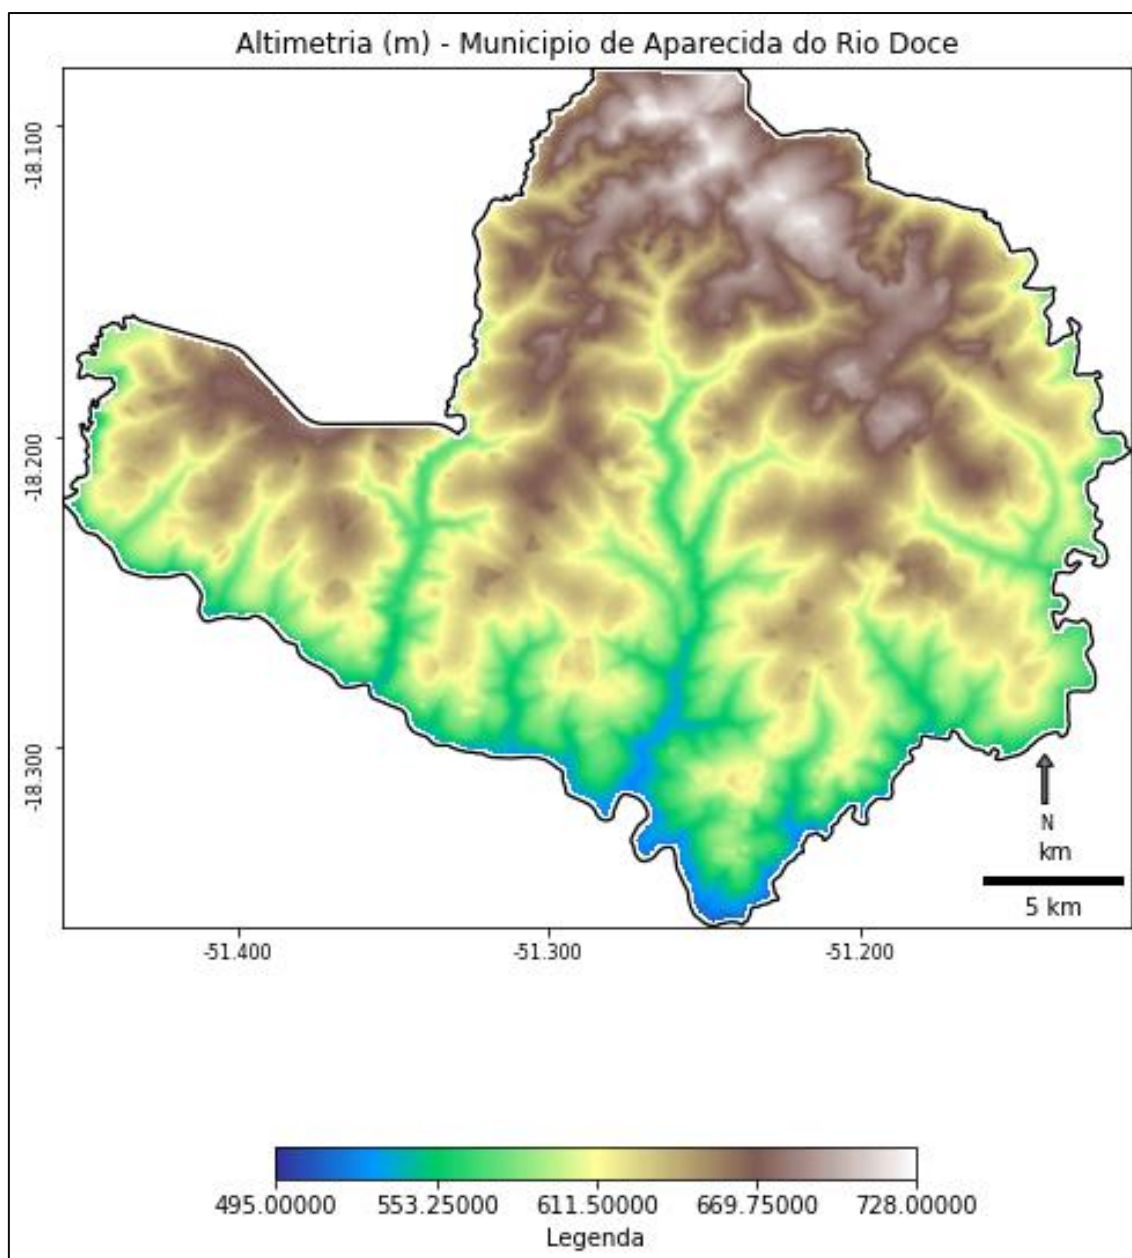 Altimetria (m) - Municipio de Aparecida do Rio Doce
-18.100
-18.200
-18.300
N
km
5 km
-51.400 -51.300 -51.200
495.00000 553.25000 611.50000 669.75000 728.00000
Legenda